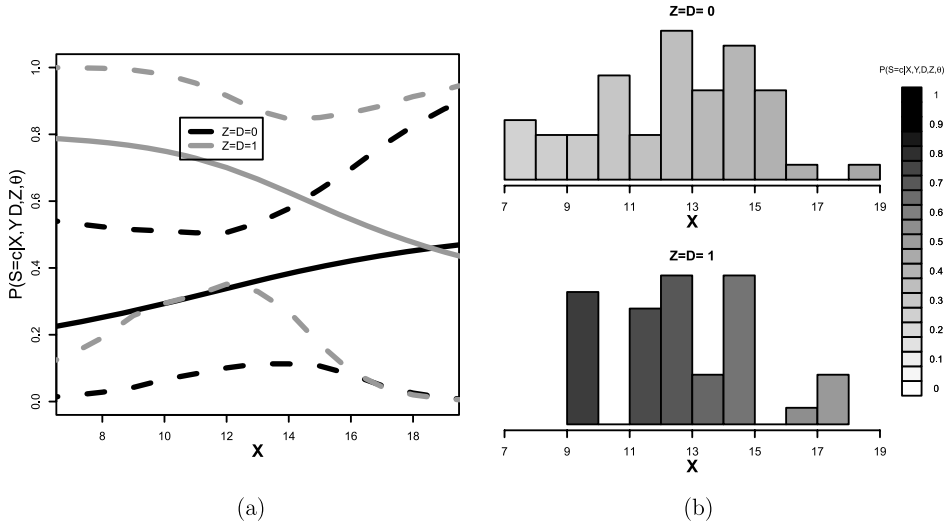 P(S=c|X,Y D,Z,θ)
1.0
0.8
0.6
0.4
0.2
0.0
Z=D=0
Z=D=1
8 10 12 14 16 18
X
(a)
Z=D= 0
7 9 11 13 15 17 19
X
Z=D= 1
7 9 11 13 15 17 19
X
(b)
P(S=c|X,Y,D,Z,θ)
1
0.9
0.8
0.7
0.6
0.5
0.4
0.3
0.2
0.1
0